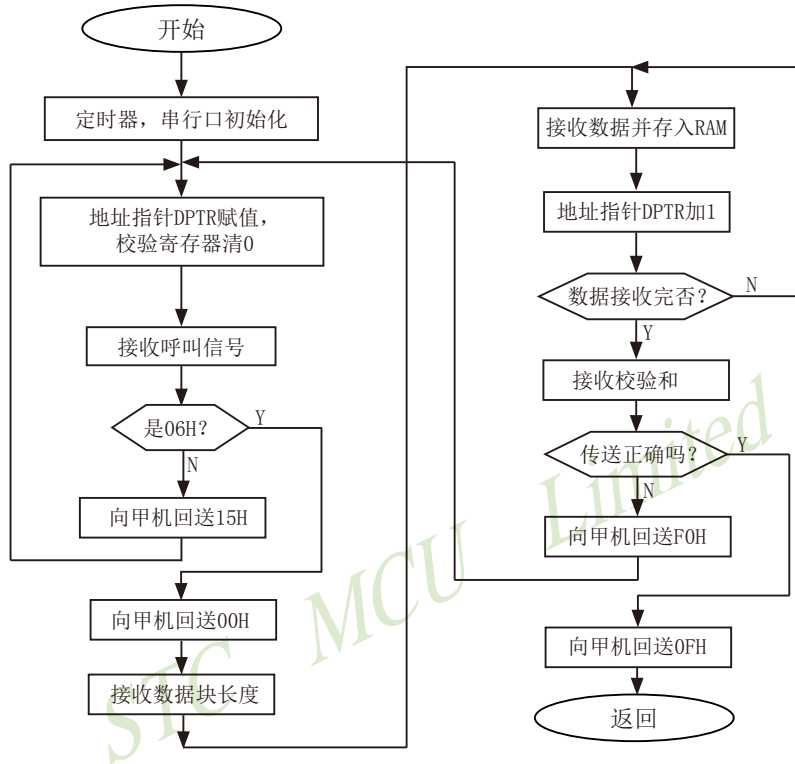 开始
定时器，串行口初始化
地址指针DPTR赋值，
校验寄存器清0
接收呼叫信号
是06H？
Y
N
向甲机回送15H
向甲机回送00H
接收数据块长度
接收数据并存入RAM
地址指针DPTR加1
数据接收完否？
N
Y
接收校验和
传送正确吗？
Y
N
向甲机回送F0H
向甲机回送0FH
返回
STC MCU Limited